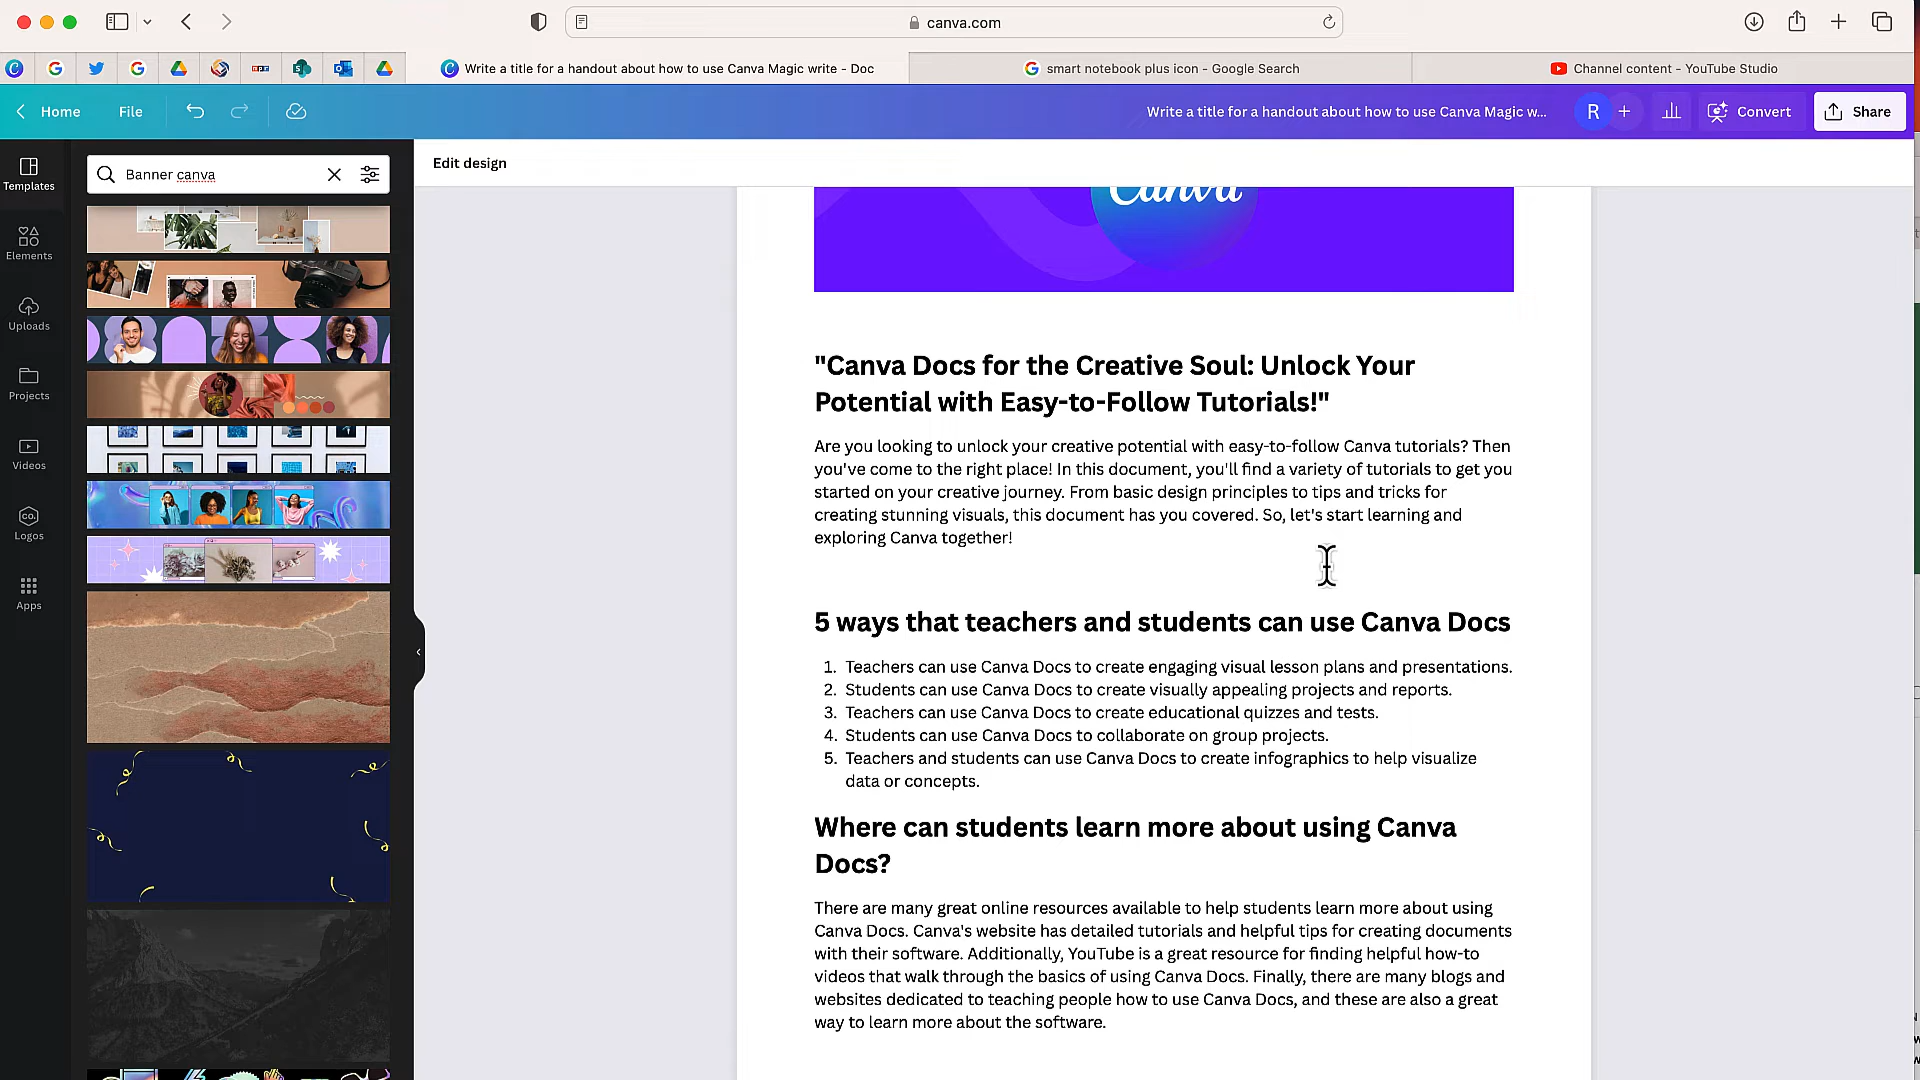 canva.com
Write a title for a handout about how to use Canva Magic write - Doc
smart notebook plus icon - Google Search
Channel content - YouTube Studio
Home
File
Write a title for a handout about how to use Canva Magic w...
R
Convert
Share
Templates
Elements
Uploads
Projects
Videos
CO.
Logos
Apps
Banner canva
Edit design
Canva
"Canva Docs for the Creative Soul: Unlock Your
Potential with Easy-to-Follow Tutorials!"
Are you looking to unlock your creative potential with easy-to-follow Canva tutorials? Then
you've come to the right place! In this document, you'll find a variety of tutorials to get you
started on your creative journey. From basic design principles to tips and tricks for
creating stunning visuals, this document has you covered. So, let's start learning and
exploring Canva together!
5 ways that teachers and students can use Canva Docs
1. Teachers can use Canva Docs to create engaging visual lesson plans and presentations.
2. Students can use Canva Docs to create visually appealing projects and reports.
3. Teachers can use Canva Docs to create educational quizzes and tests.
4. Students can use Canva Docs to collaborate on group projects.
5. Teachers and students can use Canva Docs to create infographics to help visualize
data or concepts.
Where can students learn more about using Canva
Docs?
There are many great online resources available to help students learn more about using
Canva Docs. Canva's website has detailed tutorials and helpful tips for creating documents
with their software. Additionally, YouTube is a great resource for finding helpful how-to
videos that walk through the basics of using Canva Docs. Finally, there are many blogs and
websites dedicated to teaching people how to use Canva Docs, and these are also a great
way to learn more about the software.